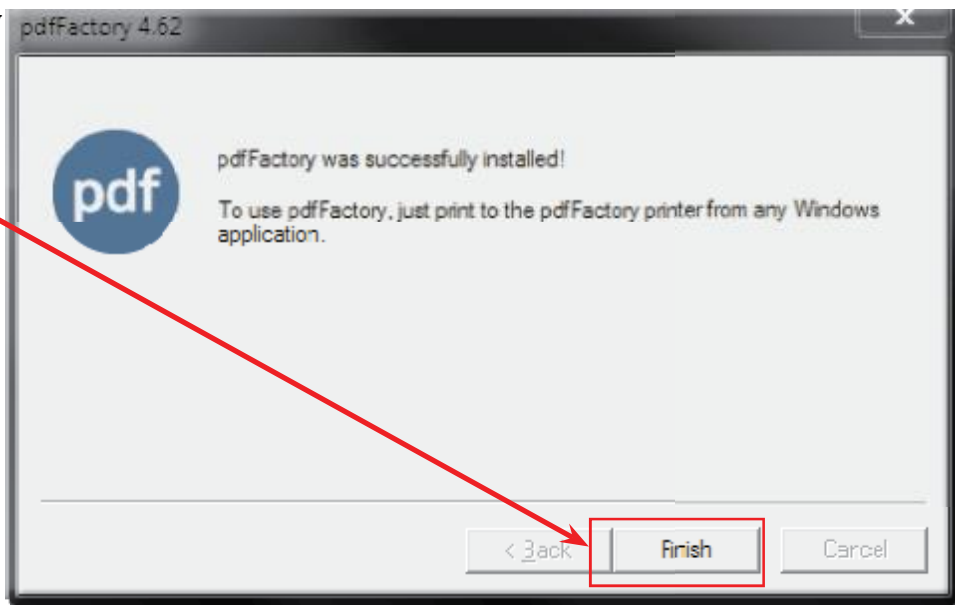 pdfFactory 4.62
pdf
pdfFactory was successfully installed!
To use pdfFactory, just print to the pdfFactory printer from any Windows
application.
< Back
Finish
Cancel